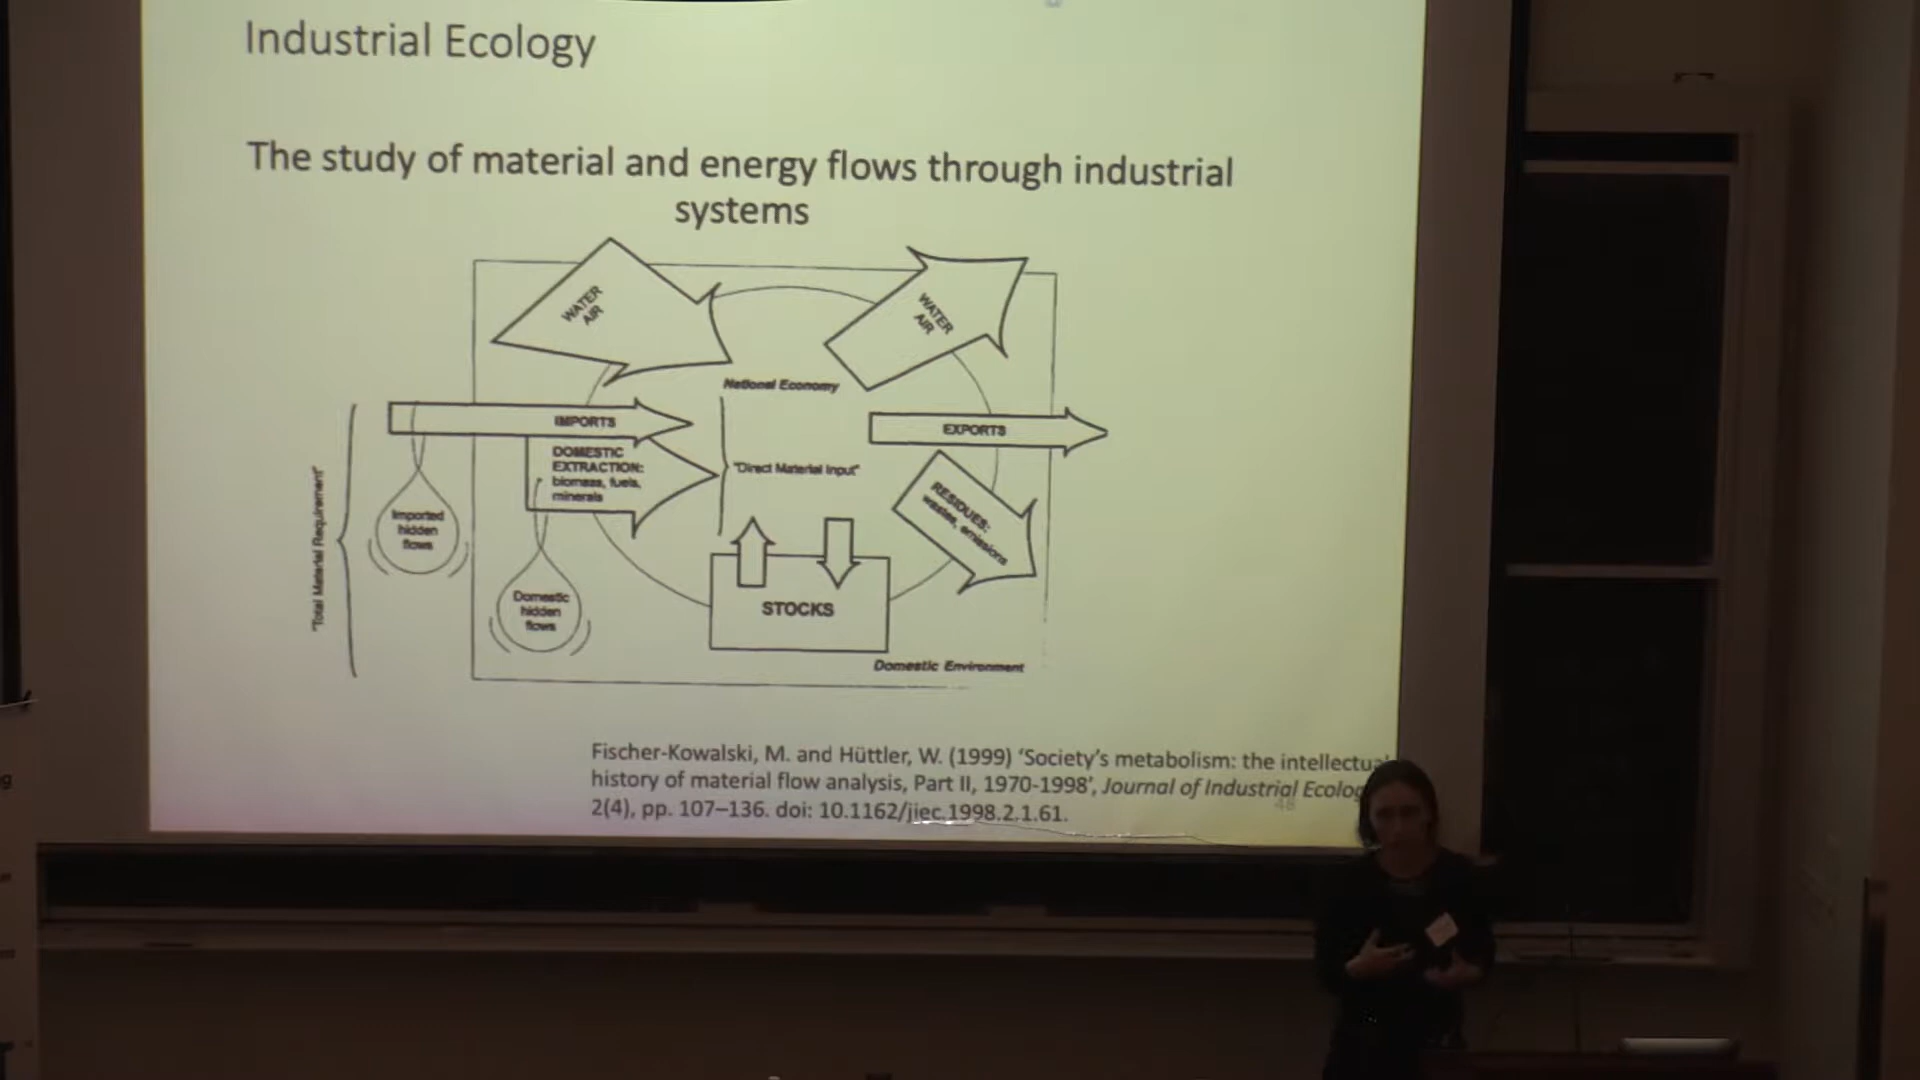 Industrial Ecology
The study of material and energy flows through industrial
systems
WATER
AIR
WATER
AIR
National Economy
IMPORTS
EXPORTS
DOMESTIC
EXTRACTION:
biomass, fuels,
minerals
"Direct Material Input"
RESIDUES:
wastes, emissions
"Total Material Requirement"
Imported
hidden
flows
Domestic
hidden
flows
STOCKS
Domestic Environment
Fischer-Kowalski, M. and Hüttler, W. (1999) ‘Society’s metabolism: the intellectual
history of material flow analysis, Part II, 1970-1998’, Journal of Industrial
2(4), pp. 107–136. doi: 10.1162/jiec.1998.2.1.61.
48